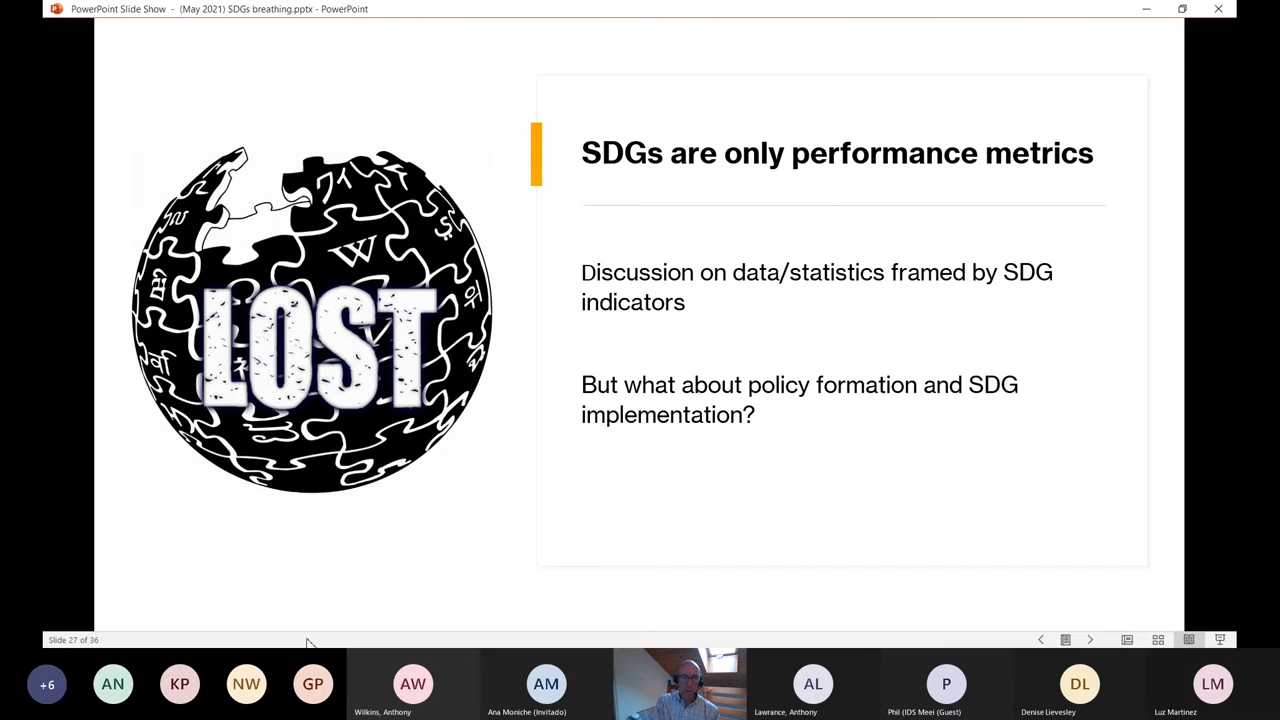 PowerPoint Slide Show - (May 2021) SDGs breathing.pptx - PowerPoint
SDGs are only performance metrics
Discussion on data/statistics framed by SDG
indicators
But what about policy formation and SDG
implementation?
W
LOST
Slide 27 of 36
+6
AN
KP
NW
GP
AW
AM
AL
P
DL
LM
Wilkins, Anthony
Ana Moniche (Invitado)
Lawrance, Anthony
Phil (IDS Meei (Guest)
Denise Lievesley
Luz Martinez